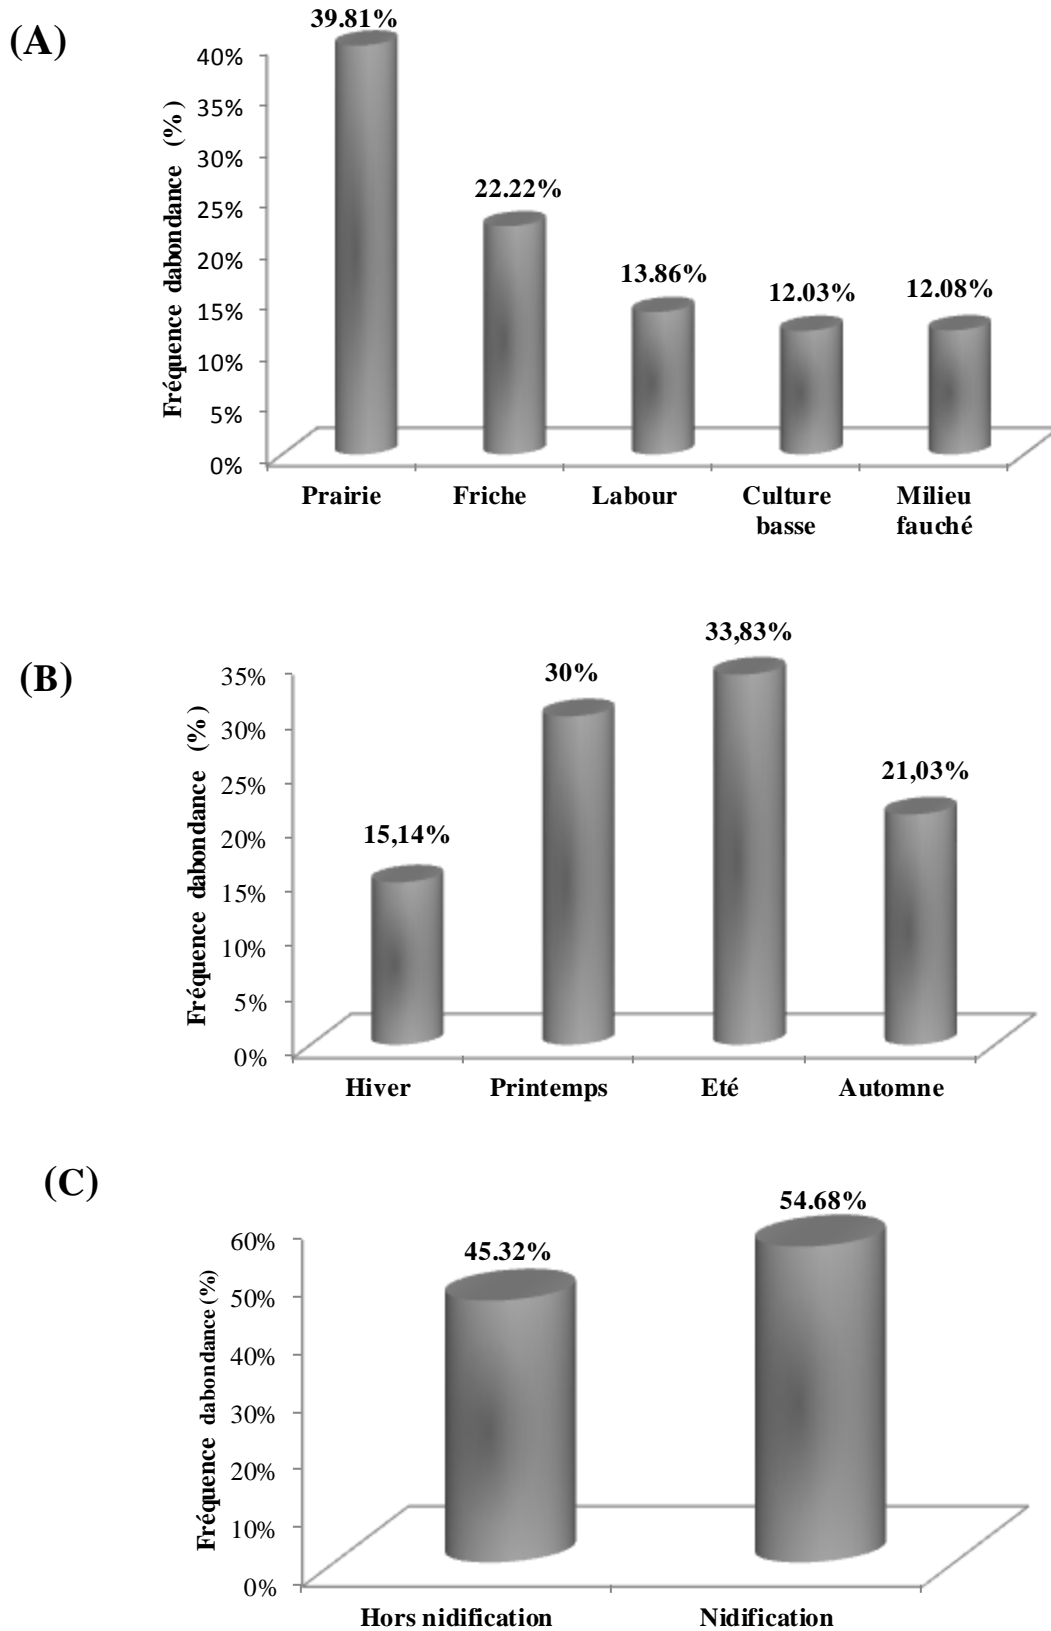 (A)
39.81%
22.22%
13.86%
12.03%
12.08%
Fréquence dabondance (%)
40%
35%
30%
25%
20%
15%
10%
5%
0%
Prairie
Friche
Labour
Culture
basse
Milieu
fauché
(B)
15,14%
30%
33,83%
21,03%
Fréquence dabondance (%)
35%
30%
25%
20%
15%
10%
5%
0%
Hiver
Printemps
Eté
Automne
(C)
45.32%
54.68%
Fréquence dabondance (%)
60%
50%
40%
30%
20%
10%
0%
Hors nidification
Nidification